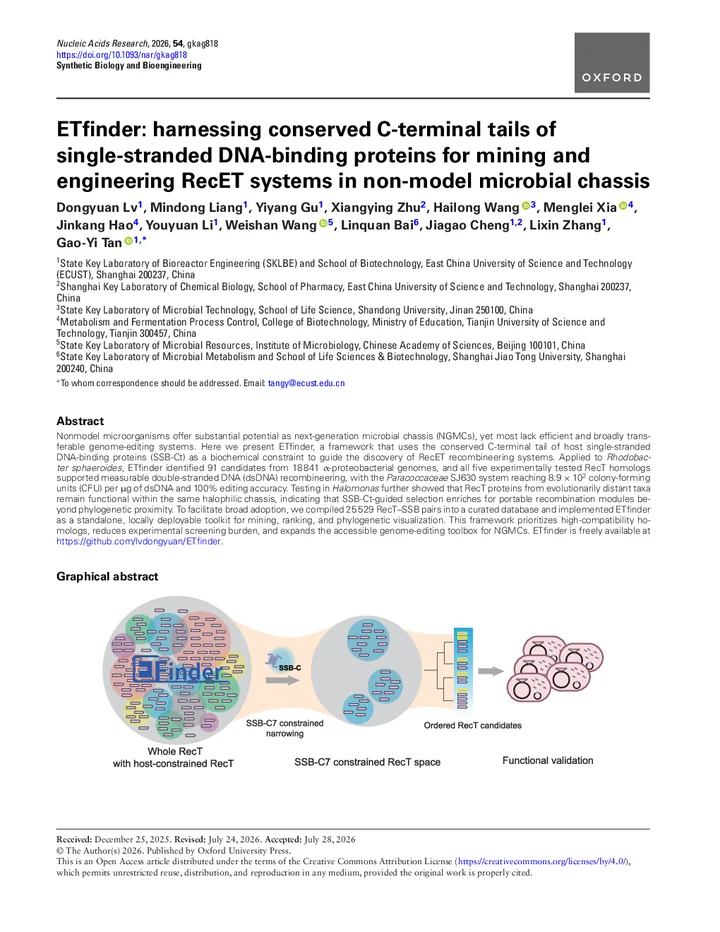 Nucleic Acids Research, 2026, 54, gkag818
https://doi.org/10.1093/nar/gkag818
Synthetic Biology and Bioengineering
OXFORD
ETfinder: harnessing conserved C-terminal tails of
single-stranded DNA-binding proteins for mining and
engineering RecET systems in non-model microbial chassis
Dongyuan Lv1, Mindong Liang1, Yiyang Gu1, Xiangying Zhu2, Hailong Wang3, Menglei Xia4,
Jinkang Hao4, Youyuan Li1, Weishan Wang5, Linquan Bai6, Jiagao Cheng1,2, Lixin Zhang1,
Gao-Yi Tan1,*
1State Key Laboratory of Bioreactor Engineering (SKLBE) and School of Biotechnology, East China University of Science and Technology
(ECUST), Shanghai 200237, China
2Shanghai Key Laboratory of Chemical Biology, School of Pharmacy, East China University of Science and Technology, Shanghai 200237,
China
3State Key Laboratory of Microbial Technology, School of Life Science, Shandong University, Jinan 250100, China
4Metabolism and Fermentation Process Control, College of Biotechnology, Ministry of Education, Tianjin University of Science and
Technology, Tianjin 300457, China
5State Key Laboratory of Microbial Resources, Institute of Microbiology, Chinese Academy of Sciences, Beijing 100101, China
6State Key Laboratory of Microbial Metabolism and School of Life Sciences & Biotechnology, Shanghai Jiao Tong University, Shanghai
200240, China
*To whom correspondence should be addressed. Email: tangy@ecust.edu.cn
Abstract
Nonmodel microorganisms offer substantial potential as next-generation microbial chassis (NGMCs), yet most lack efficient and broadly trans-
ferable genome-editing systems. Here we present ETfinder, a framework that uses the conserved C-terminal tail of host single-stranded
DNA-binding proteins (SSB-Ct) as a biochemical constraint to guide the discovery of RecET recombineering systems. Applied to Rhodobac-
ter sphaeroides, ETfinder identified 91 candidates from 18 841 α-proteobacterial genomes, and all five experimentally tested RecT homologs
supported measurable double-stranded DNA (dsDNA) recombineering, with the Paracoccaceae SJ630 system reaching 8.9 × 10² colony-forming
units (CFU) per μg of dsDNA and 100% editing accuracy. Testing in Halomonas further showed that RecT proteins from evolutionarily distant taxa
remain functional within the same halophilic chassis, indicating that SSB-Ct-guided selection enriches for portable recombination modules be-
yond phylogenetic proximity. To facilitate broad adoption, we compiled 25 529 RecT–SSB pairs into a curated database and implemented ETfinder
as a standalone, locally deployable toolkit for mining, ranking, and phylogenetic visualization. This framework prioritizes high-compatibility ho-
mologs, reduces experimental screening burden, and expands the accessible genome-editing toolbox for NGMCs. ETfinder is freely available at
https://github.com/lvdongyuan/ETfinder.
Graphical abstract
ETFinder
SSB-C
SSB-C7 constrained
narrowing
Whole RecT
with host-constrained RecT
SSB-C7 constrained RecT space
Ordered RecT candidates
Functional validation
Received: December 25, 2025. Revised: July 24, 2026. Accepted: July 28, 2026
© The Author(s) 2026. Published by Oxford University Press.
This is an Open Access article distributed under the terms of the Creative Commons Attribution License (https://creativecommons.org/licenses/by/4.0/),
which permits unrestricted reuse, distribution, and reproduction in any medium, provided the original work is properly cited.